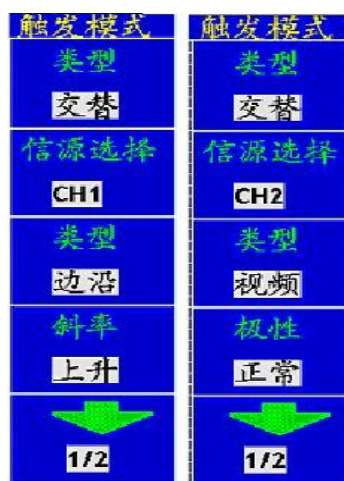 触发模式
类型
交替
信源选择
CH1
类型
边沿
斜率
上升
1/2
触发模式
类型
交替
信源选择
CH2
类型
视频
极性
正常
1/2